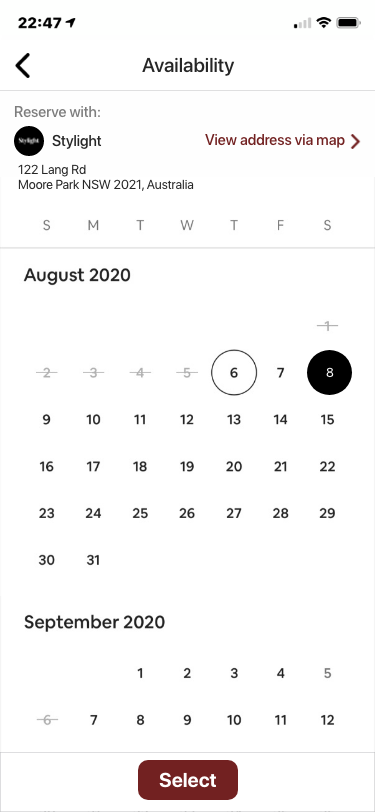 22:47
Availability
Reserve with:
Stylight
Stylight
View address via map
122 Lang Rd
Moore Park NSW 2021, Australia
S M T W T F S
August 2020
1
2 3 4 5 6 7 8
9 10 11 12 13 14 15
16 17 18 19 20 21 22
23 24 25 26 27 28 29
30 31
September 2020
1 2 3 4 5
6 7 8 9 10 11 12
Select